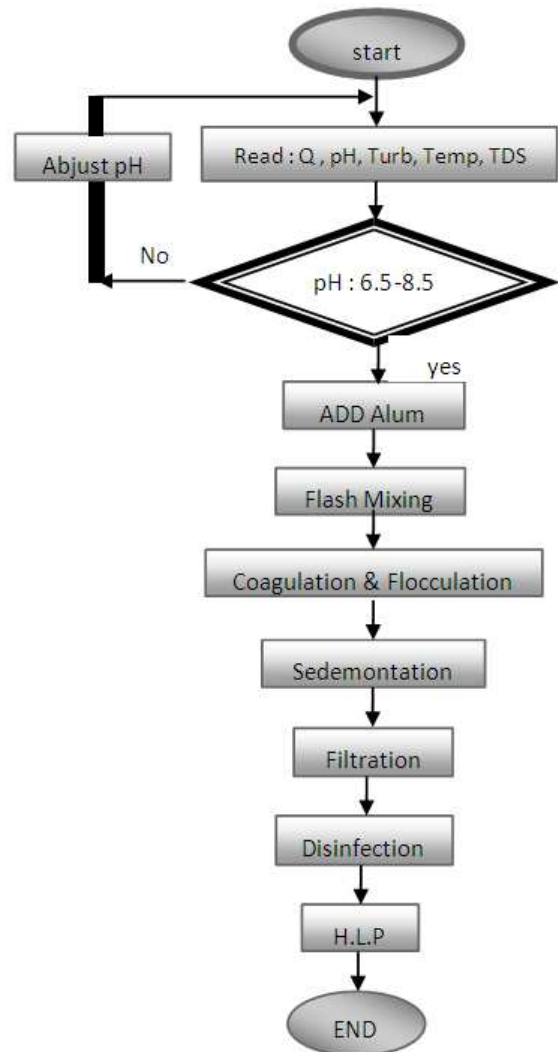 start
Read : Q , pH, Turb, Temp, TDS
Abjust pH
No
pH : 6.5-8.5
yes
ADD Alum
Flash Mixing
Coagulation & Flocculation
Sedemontation
Filtration
Disinfection
H.L.P
END